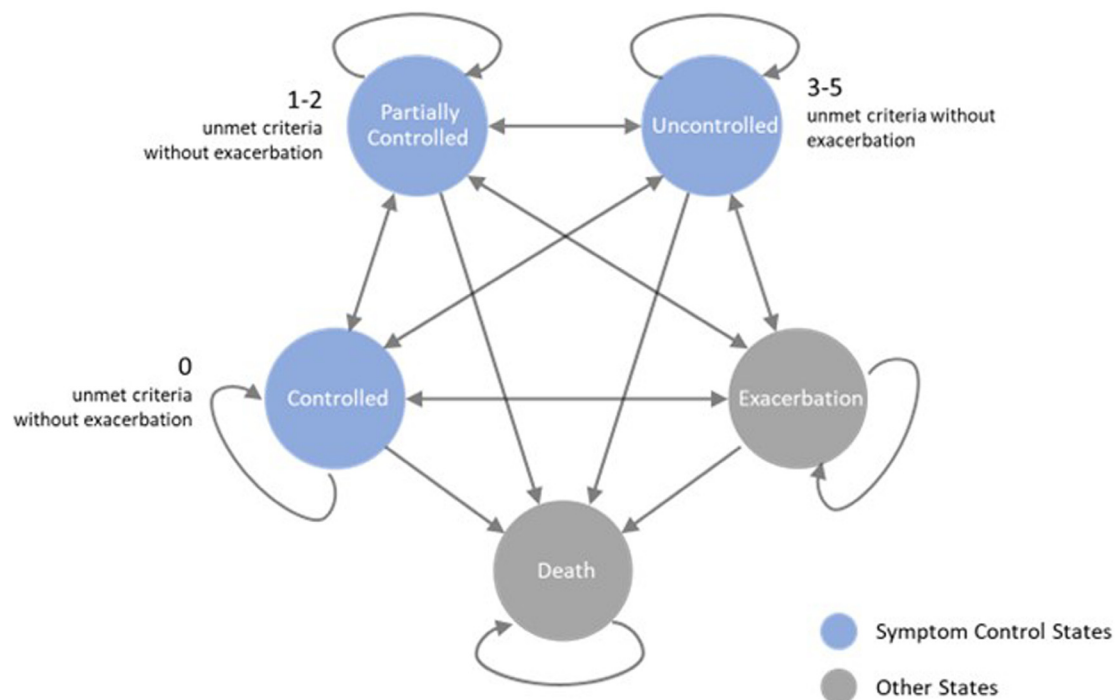 1-2
unmet criteria
without exacerbation
Partially
Controlled
Uncontrolled
3-5
unmet criteria without
exacerbation
0
unmet criteria
without exacerbation
Controlled
Exacerbation
Death
Symptom Control States
Other States